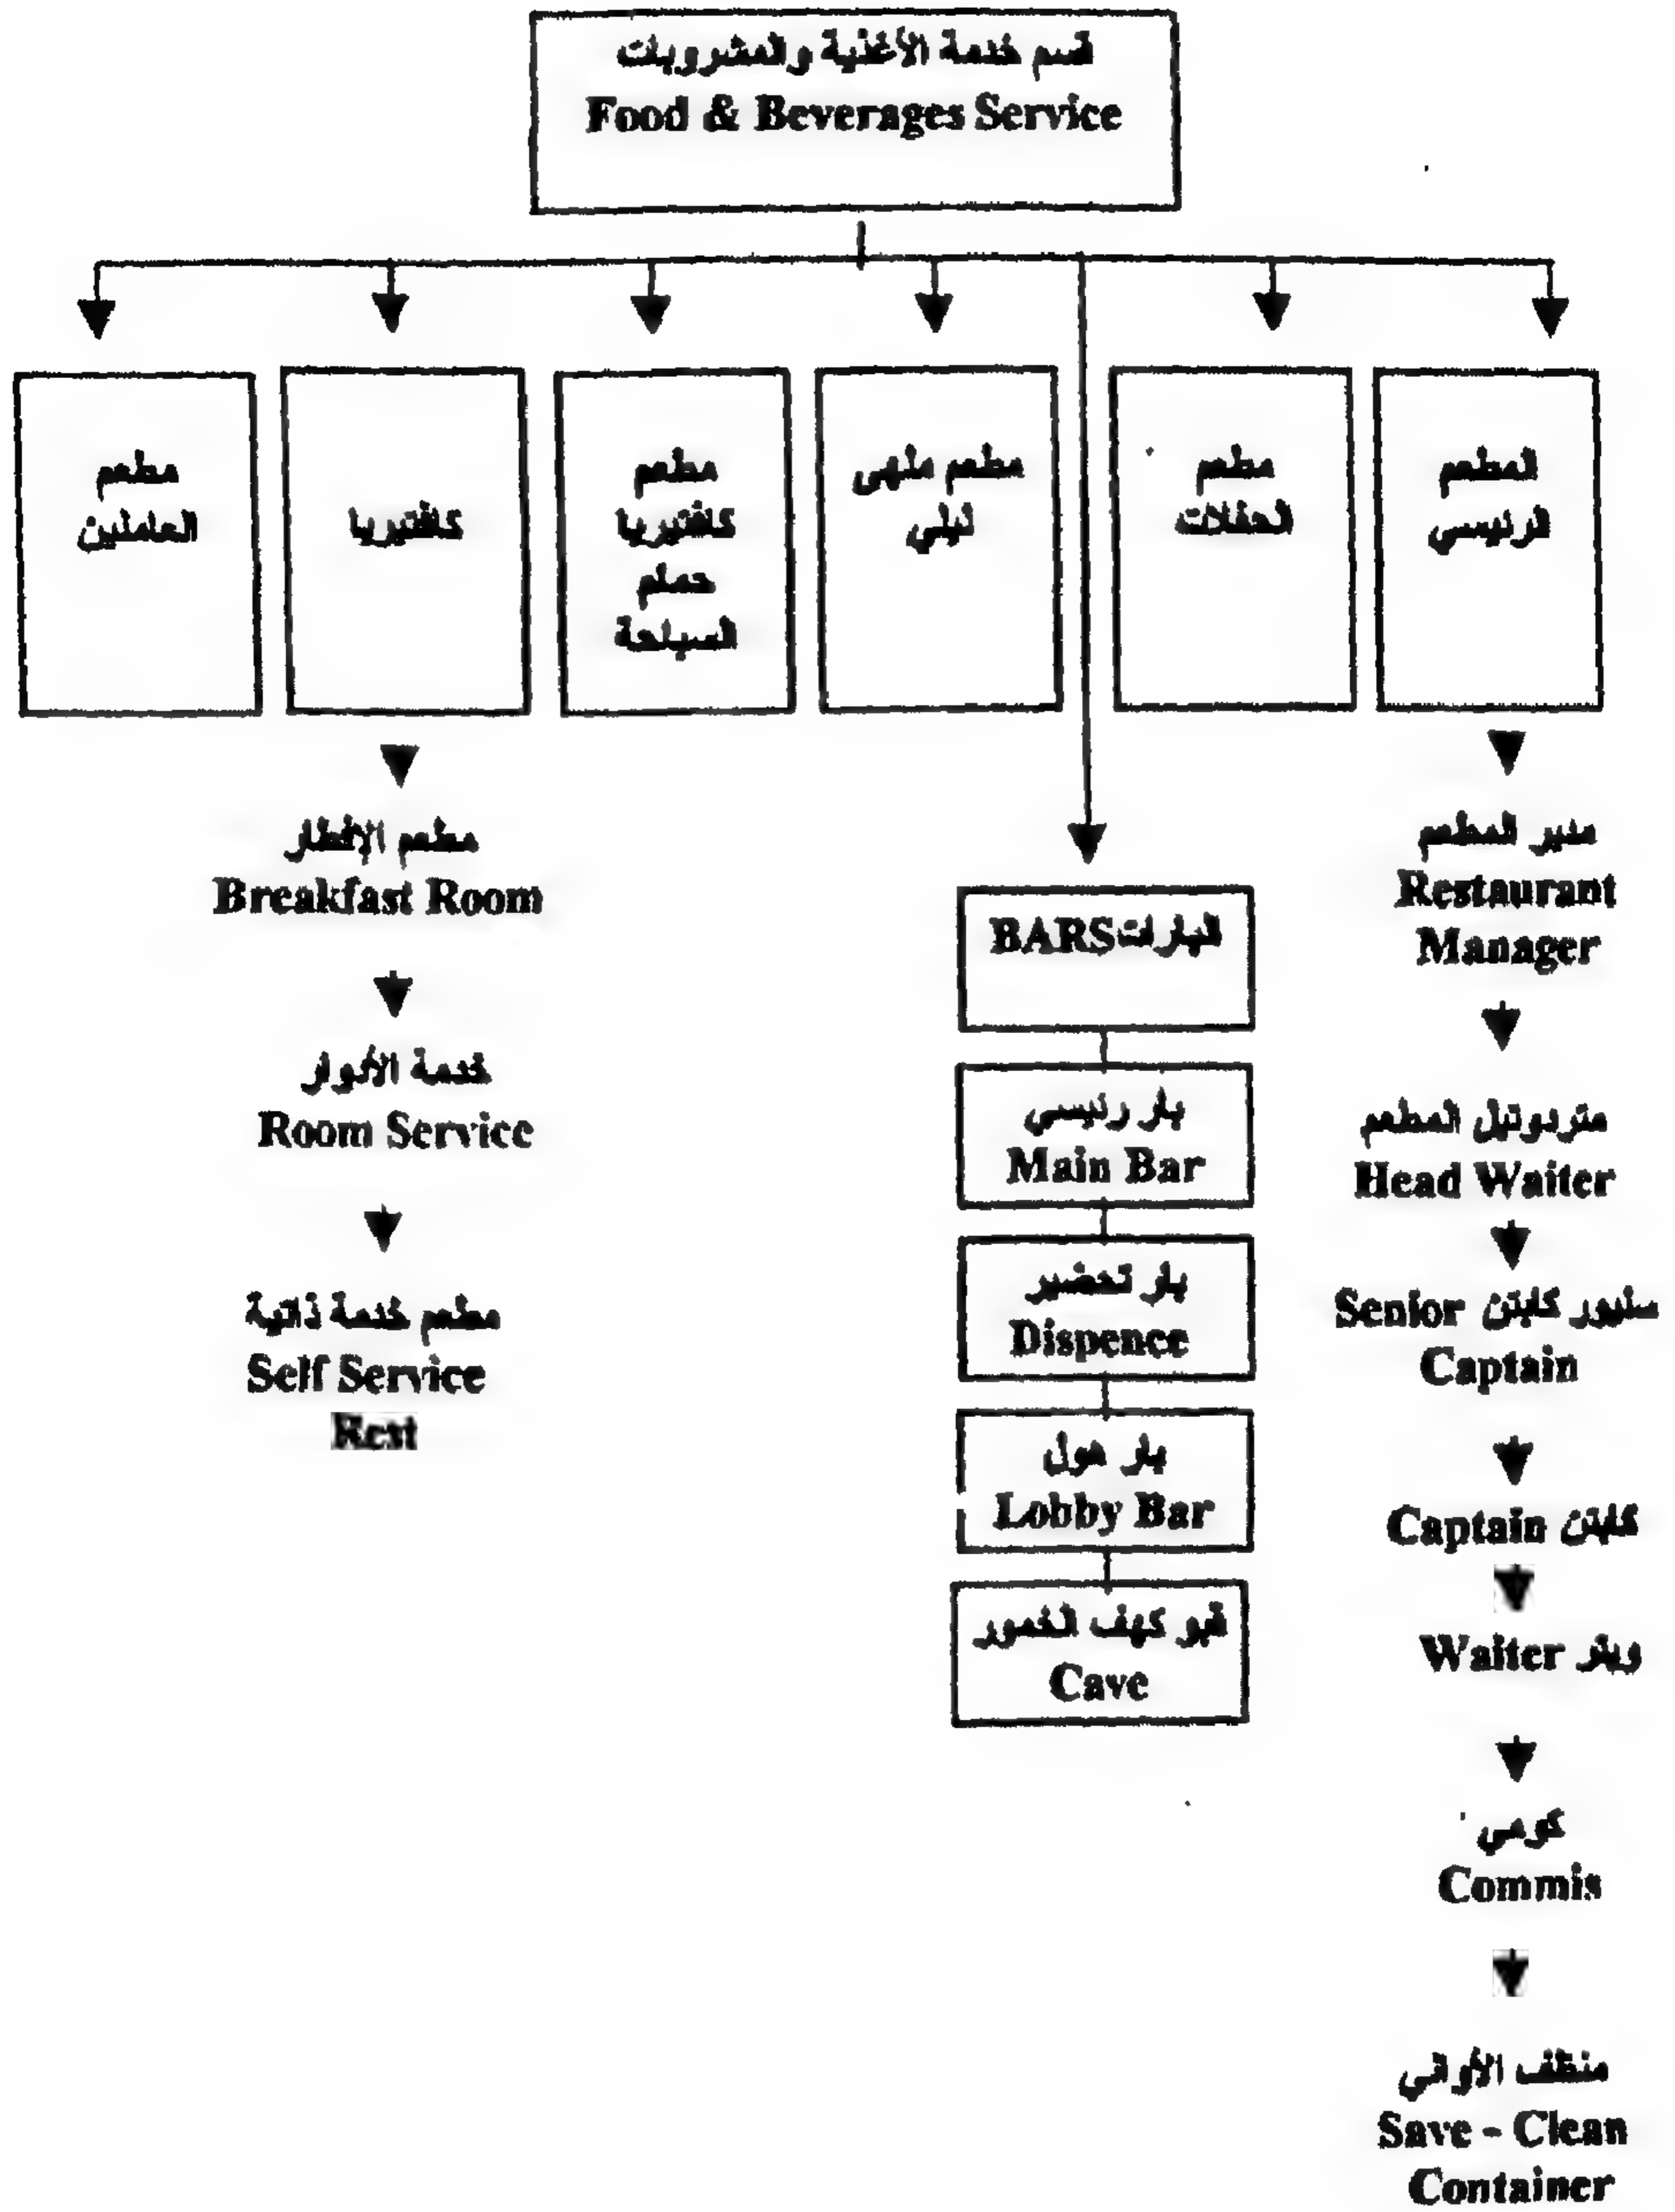 قسم خدمة الأغذية والمشروبات
Food & Beverages Service
المطعم
الرئيسي
مطعم
الحفلات
مطعم ملهى
ليلي
مطعم
كافتيريا
حمام
السباحة
كافتيريا
مطعم
العاملين
مدير المطعم
Restaurant
Manager
متردوتيل المطعم
Head Waiter
سنيور كابتن Senior
Captain
كابتن Captain
ويتر Waiter
كومي
Commis
منظف الأواني
Save - Clean
Container
البارات BARS
بار رئيسي
Main Bar
بار تحضير
Dispence
بار هول
Lobby Bar
قبو كهف الخمور
Cave
مطعم الإفطار
Breakfast Room
خدمة الأدوار
Room Service
مطعم خدمة ذاتية
Self Service
Rest